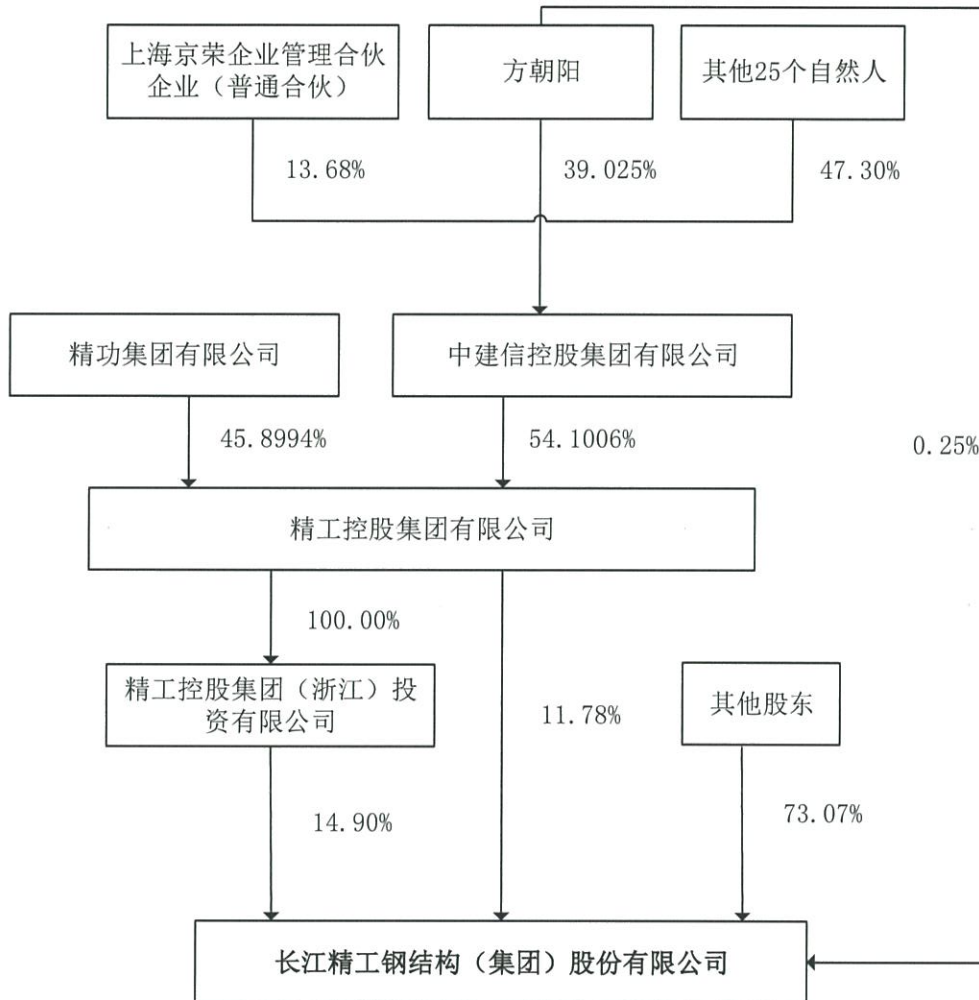 上海京荣企业管理合伙
企业（普通合伙）
方朝阳
其他25个自然人
13.68%
39.025%
47.30%
精功集团有限公司
中建信控股集团有限公司
45.8994%
54.1006%
0.25%
精工控股集团有限公司
100.00%
精工控股集团（浙江）投
资有限公司
11.78%
其他股东
14.90%
73.07%
长江精工钢结构（集团）股份有限公司